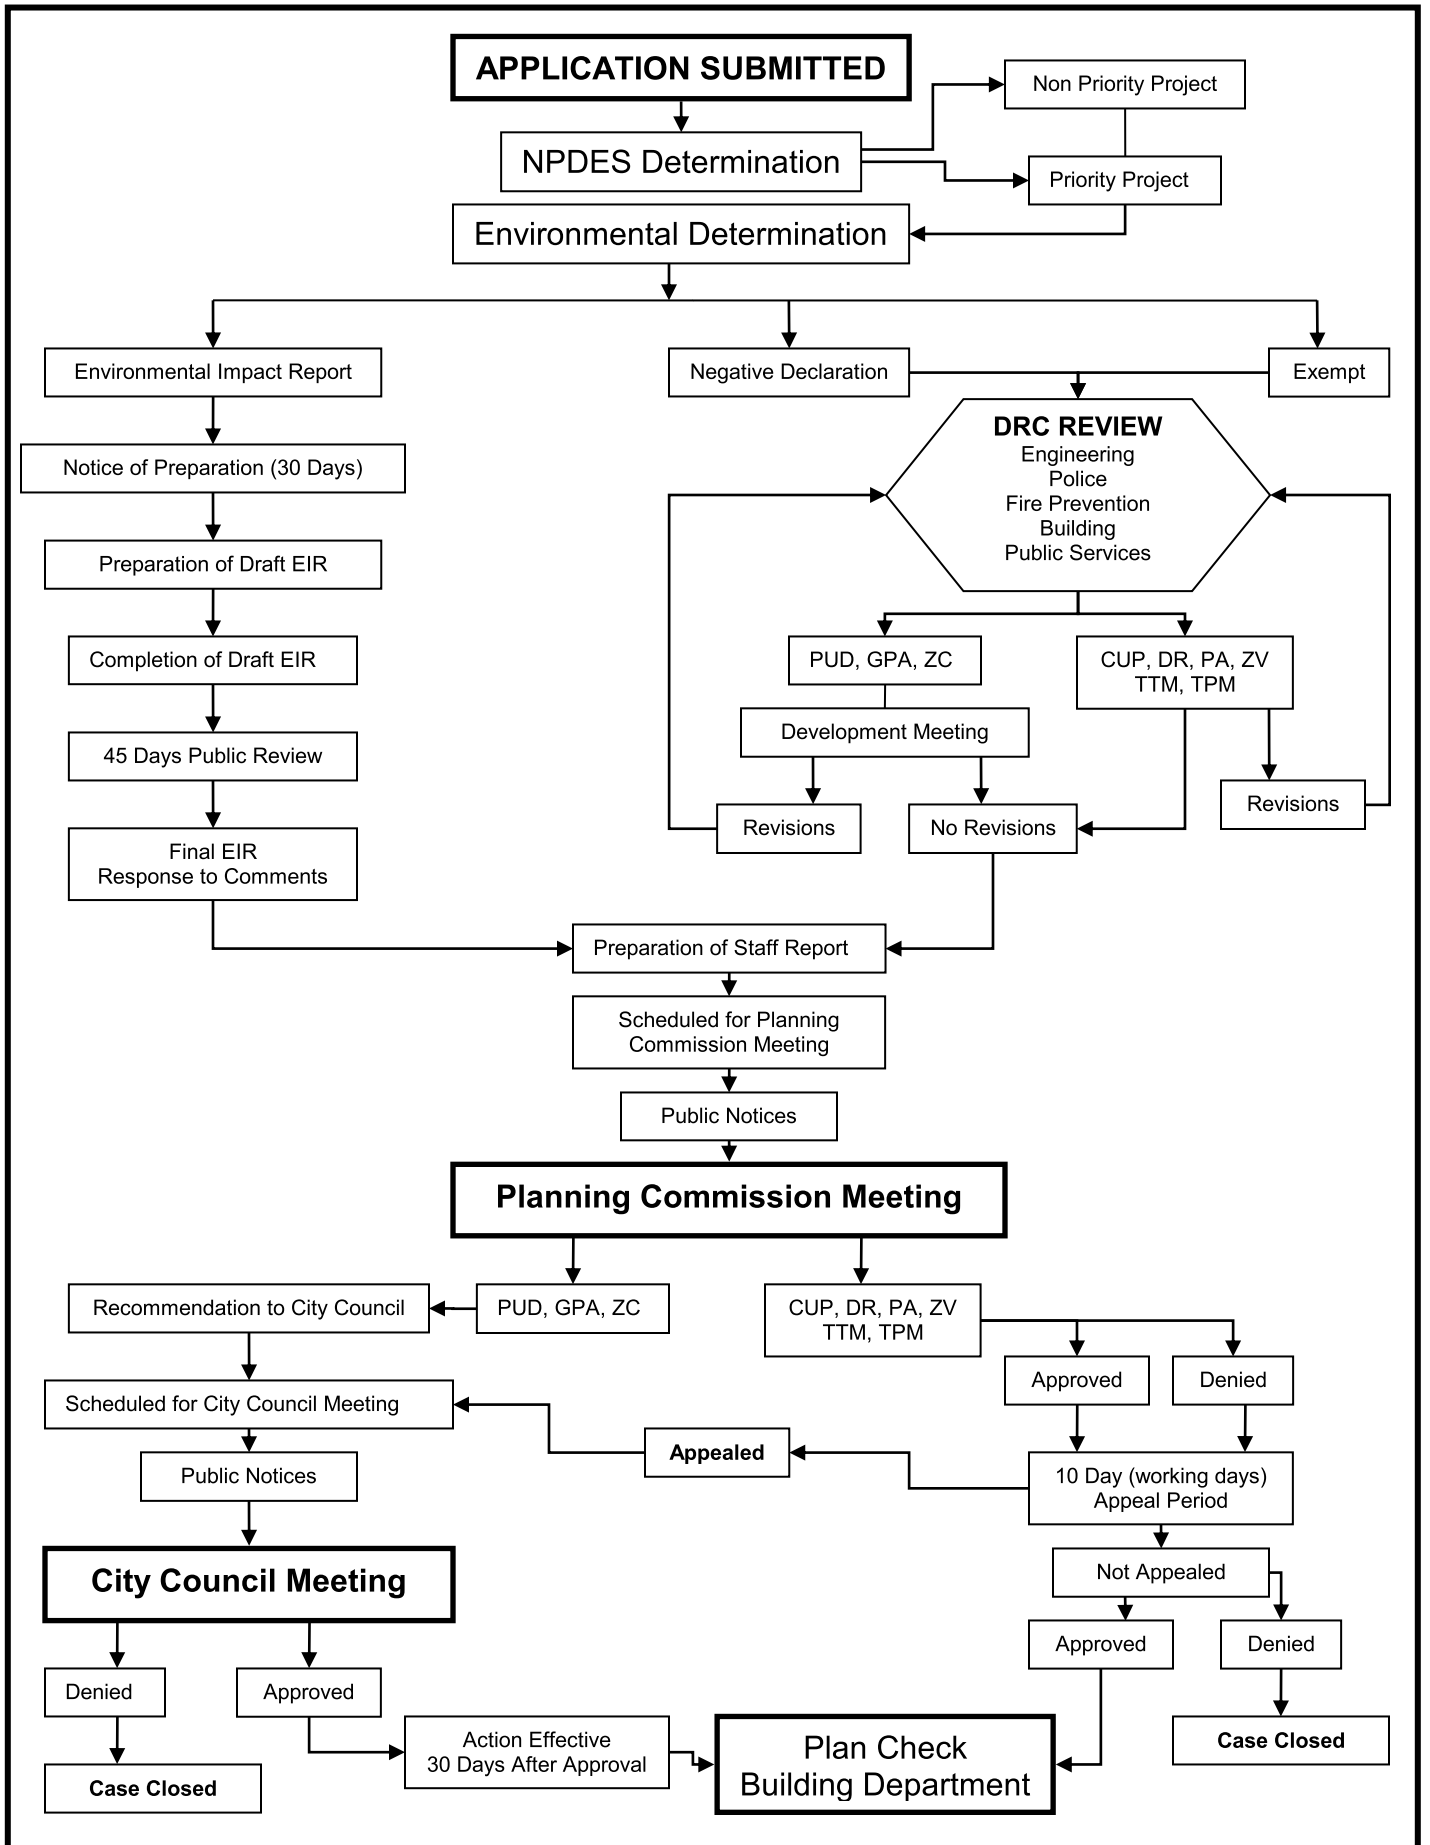 APPLICATION SUBMITTED
Non Priority Project
NPDES Determination
Priority Project
Environmental Determination
Environmental Impact Report
Negative Declaration
Exempt
DRC REVIEW
Engineering
Police
Fire Prevention
Building
Public Services
Notice of Preparation (30 Days)
Preparation of Draft EIR
Completion of Draft EIR
45 Days Public Review
Final EIR
Response to Comments
PUD, GPA, ZC
CUP, DR, PA, ZV
TTM, TPM
Development Meeting
Revisions
No Revisions
Revisions
Preparation of Staff Report
Scheduled for Planning
Commission Meeting
Public Notices
Planning Commission Meeting
Recommendation to City Council
PUD, GPA, ZC
CUP, DR, PA, ZV
TTM, TPM
Approved
Denied
Scheduled for City Council Meeting
Appealed
10 Day (working days)
Appeal Period
Public Notices
City Council Meeting
Not Appealed
Approved
Denied
Denied
Approved
Case Closed
Action Effective
30 Days After Approval
Plan Check
Building Department
Case Closed